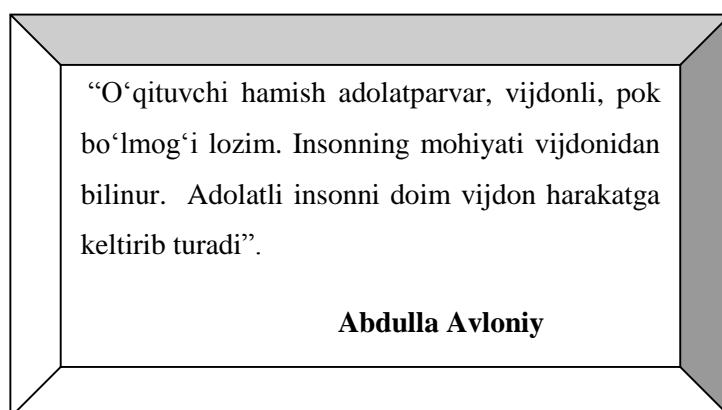 “O‘qituvchi hamish adolatparvar, vijdonli, pok
bo‘lmog‘i lozim. Insonning mohiyati vijdonidan
bilinur. Adolatli insonni doim vijdon harakatga
keltirib turadi”.
Abdulla Avloniy